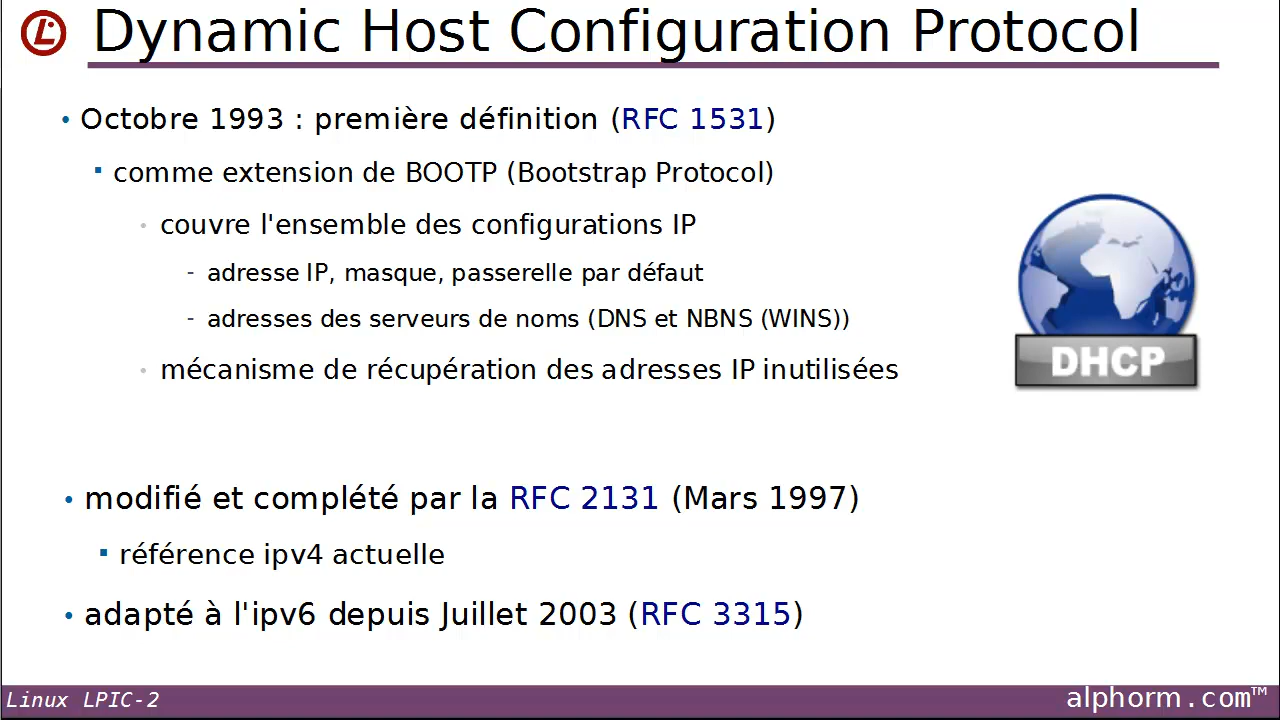 Dynamic Host Configuration Protocol
• Octobre 1993 : première définition (RFC 1531)
▪ comme extension de BOOTP (Bootstrap Protocol)
• couvre l'ensemble des configurations IP
- adresse IP, masque, passerelle par défaut
- adresses des serveurs de noms (DNS et NBNS (WINS))
• mécanisme de récupération des adresses IP inutilisées
DHCP
• modifié et complété par la RFC 2131 (Mars 1997)
▪ référence ipv4 actuelle
• adapté à l'ipv6 depuis Juillet 2003 (RFC 3315)
Linux LPIC-2
alphorm.com™